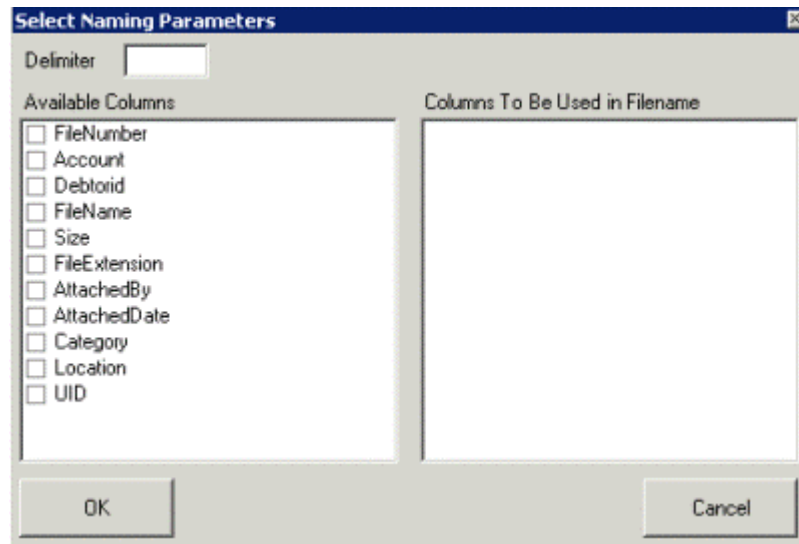 Select Naming Parameters
Delimiter
Available Columns
Columns To Be Used in Filename
FileNumber
Account
Debtorid
FileName
Size
FileExtension
AttachedBy
AttachedDate
Category
Location
UID
OK
Cancel